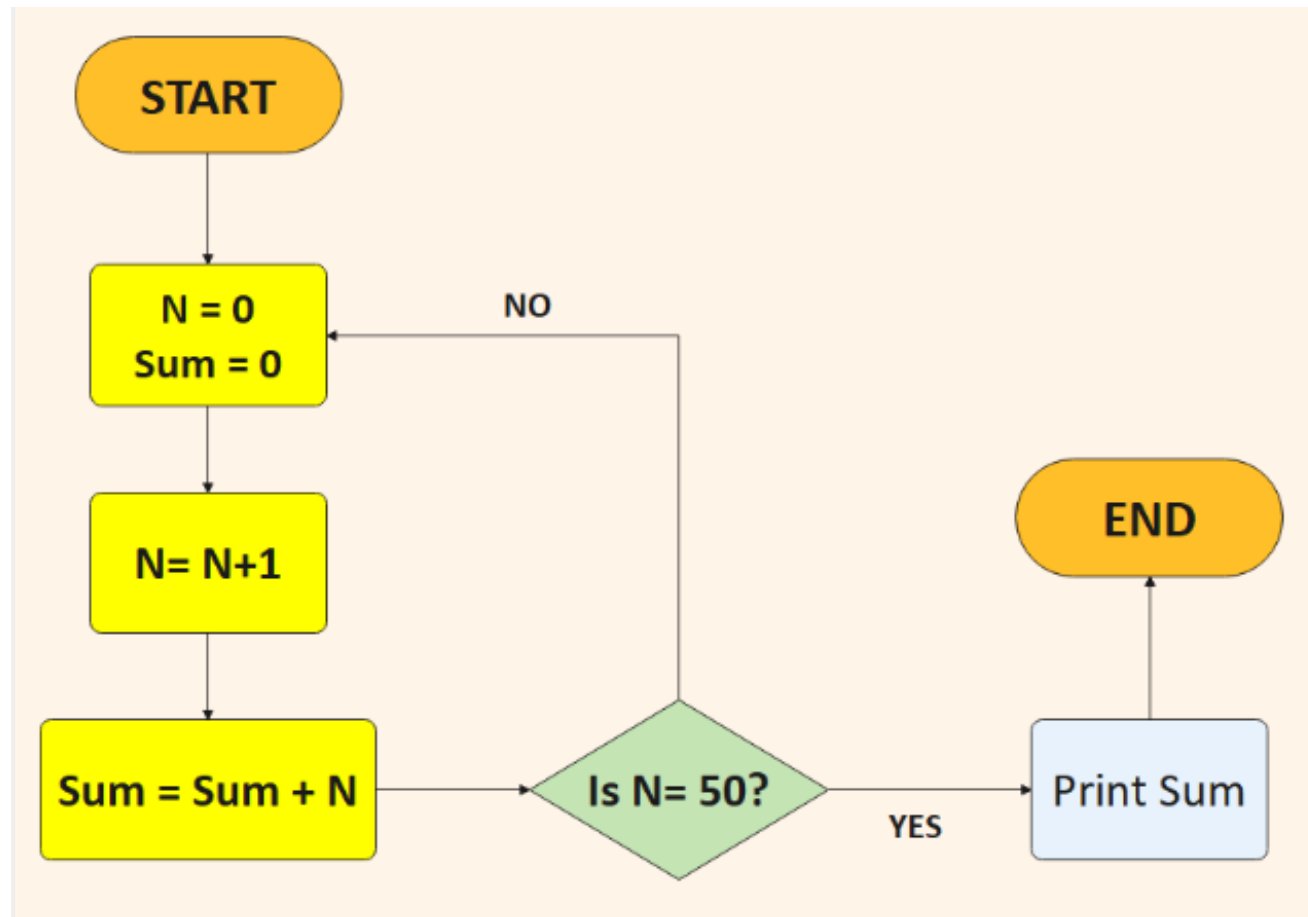 START
N = 0
Sum = 0
NO
N= N+1
Sum = Sum + N
Is N= 50?
YES
Print Sum
END